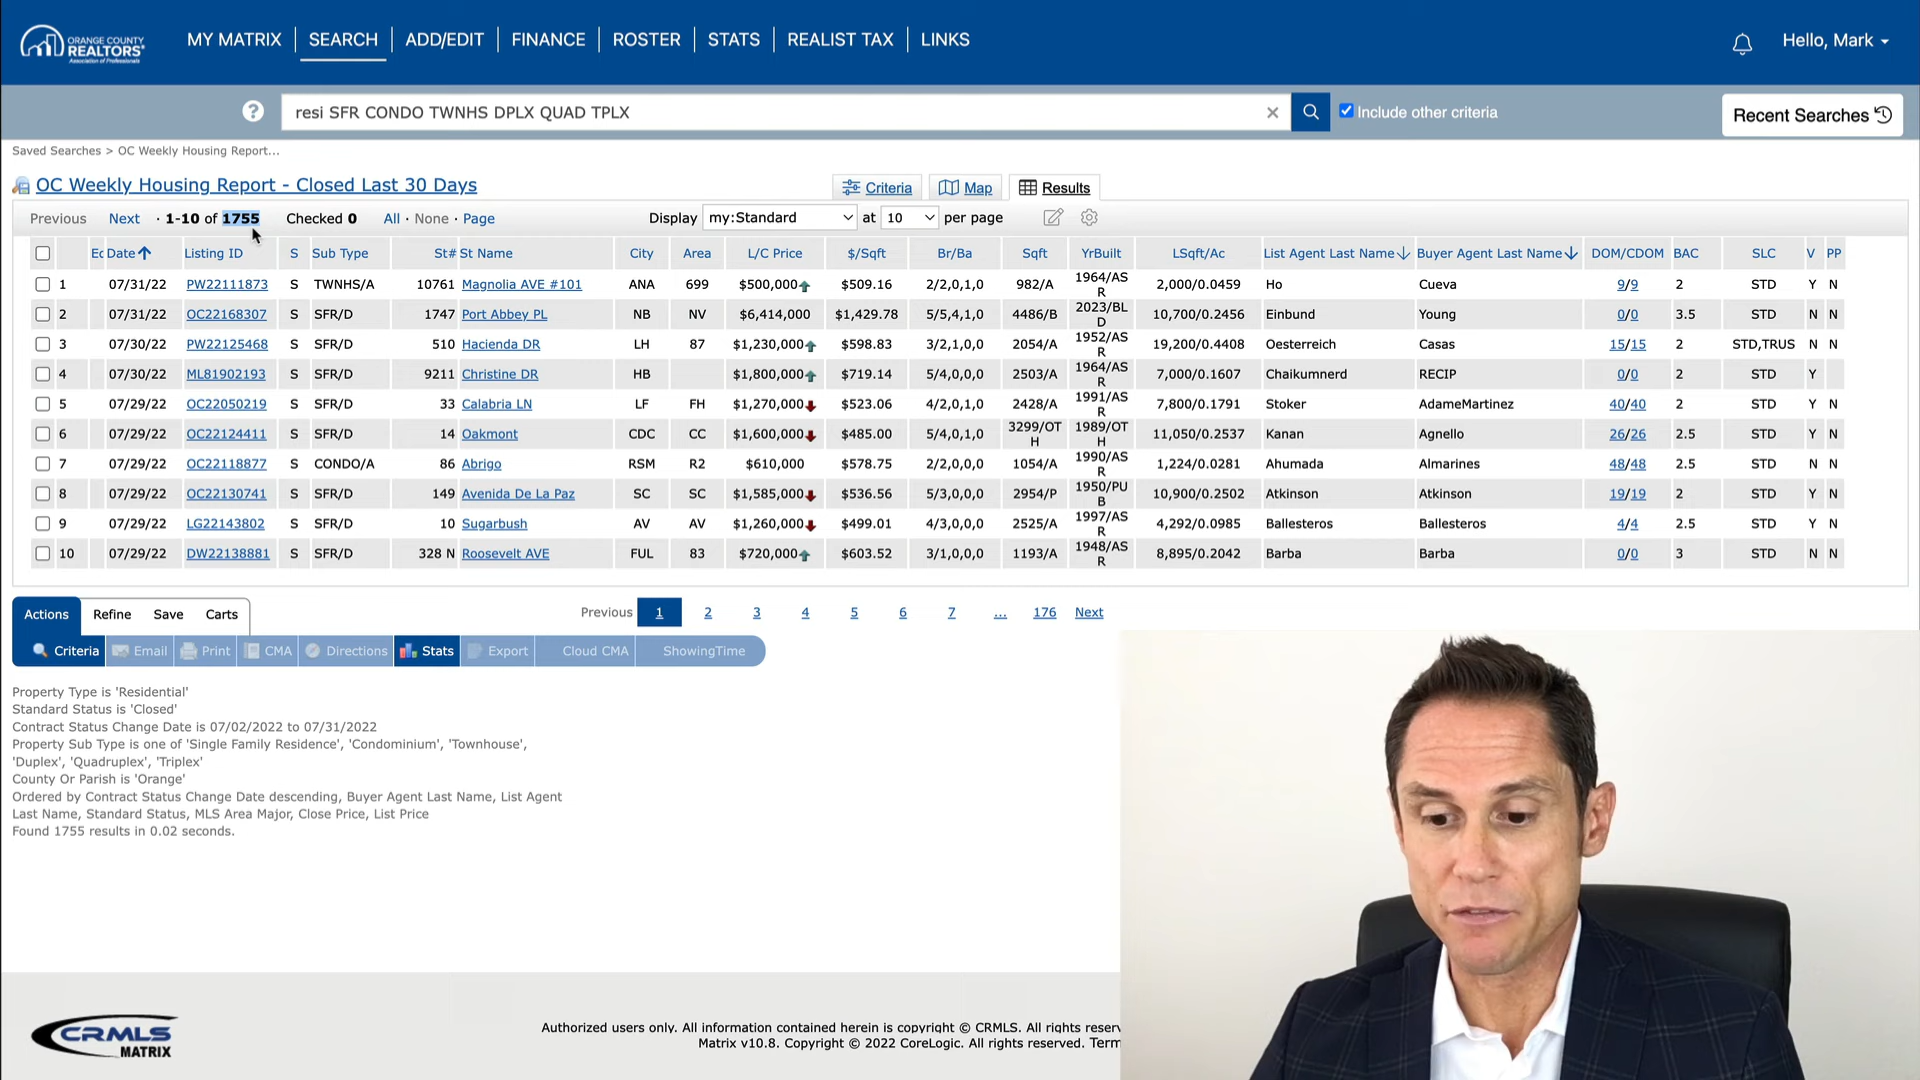 ORANGE COUNTY
REALTORS®
Association of Professionals
MY MATRIX SEARCH ADD/EDIT FINANCE ROSTER STATS REALIST TAX LINKS
Hello, Mark
resi SFR CONDO TWNHS DPLX QUAD TPLX
Include other criteria
Recent Searches
Saved Searches > OC Weekly Housing Report...
OC Weekly Housing Report - Closed Last 30 Days
Criteria Map Results
Previous Next · 1-10 of 1755 Checked 0 All · None · Page Display my:Standard at 10 per page
Ec Date Listing ID S Sub Type St# St Name City Area L/C Price $/Sqft Br/Ba Sqft YrBuilt LSqft/Ac List Agent Last Name Buyer Agent Last Name DOM/CDOM BAC SLC V PP
1 07/31/22 PW22111873 S TWNHS/A 10761 Magnolia AVE #101 ANA 699 $500,000 $509.16 2/2,0,1,0 982/A 1964/ASR 2,000/0.0459 Ho Cueva 9/9 2 STD Y N
2 07/31/22 OC22168307 S SFR/D 1747 Port Abbey PL NB NV $6,414,000 $1,429.78 5/5,4,0,1 4486/B 2023/BLD 10,700/0.2456 Einbund Young 0/0 3.5 STD N N
3 07/30/22 PW22125468 S SFR/D 510 Hacienda DR LH 87 $1,230,000 $598.83 3/2,1,0,0 2054/A 1952/ASR 19,200/0.4408 Oesterreich Casas 15/15 2 STD,TRUS N N
4 07/30/22 ML81902193 S SFR/D 9211 Christine DR HB $1,800,000 $719.14 5/4,0,0,0 2503/A 1964/ASR 7,000/0.1607 Chaikumnerd RECIP 0/0 2 STD Y
5 07/29/22 OC22050219 S SFR/D 33 Calabria LN LF FH $1,270,000 $523.06 4/2,0,1,0 2428/A 1991/ASR 7,800/0.1791 Stoker AdameMartinez 40/40 2 STD Y N
6 07/29/22 OC22124411 S SFR/D 14 Oakmont CDC CC $1,600,000 $485.00 5/4,0,1,0 3299/OTH 1989/OTH 11,050/0.2537 Kanan Agnello 26/26 2.5 STD Y N
7 07/29/22 OC22118877 S CONDO/A 86 Abrigo RSM R2 $610,000 $578.75 2/2,0,0,0 1054/A 1990/ASR 1,224/0.0281 Ahumada Almarines 48/48 2.5 STD N N
8 07/29/22 OC22130741 S SFR/D 149 Avenida De La Paz SC SC $1,585,000 $536.56 5/3,0,0,0 2954/P 1950/PUB 10,900/0.2502 Atkinson Atkinson 19/19 2 STD Y N
9 07/29/22 LG22143802 S SFR/D 10 Sugarbush AV AV $1,260,000 $499.01 4/3,0,0,0 2525/A 1997/ASR 4,292/0.0985 Ballesteros Ballesteros 4/4 2.5 STD Y N
10 07/29/22 DW22138881 S SFR/D 328 N Roosevelt AVE FUL 83 $720,000 $603.52 3/1,0,0,0 1193/A 1948/ASR 8,895/0.2042 Barba Barba 0/0 3 STD N N
Actions Refine Save Carts
Previous 1 2 3 4 5 6 7 ... 176 Next
Criteria Email Print CMA Directions Stats Export Cloud CMA ShowingTime
Property Type is 'Residential'
Standard Status is 'Closed'
Contract Status Change Date is 07/02/2022 to 07/31/2022
Property Sub Type is one of 'Single Family Residence', 'Condominium', 'Townhouse',
'Duplex', 'Quadruplex', 'Triplex'
County Or Parish is 'Orange'
Ordered by Contract Status Change Date descending, Buyer Agent Last Name, List Agent
Last Name, Standard Status, MLS Area Major, Close Price, List Price
Found 1755 results in 0.02 seconds.
CRMLS
MATRIX
Authorized users only. All information contained herein is copyright © CRMLS. All rights reserv
Matrix v10.8. Copyright © 2022 CoreLogic. All rights reserved. Term